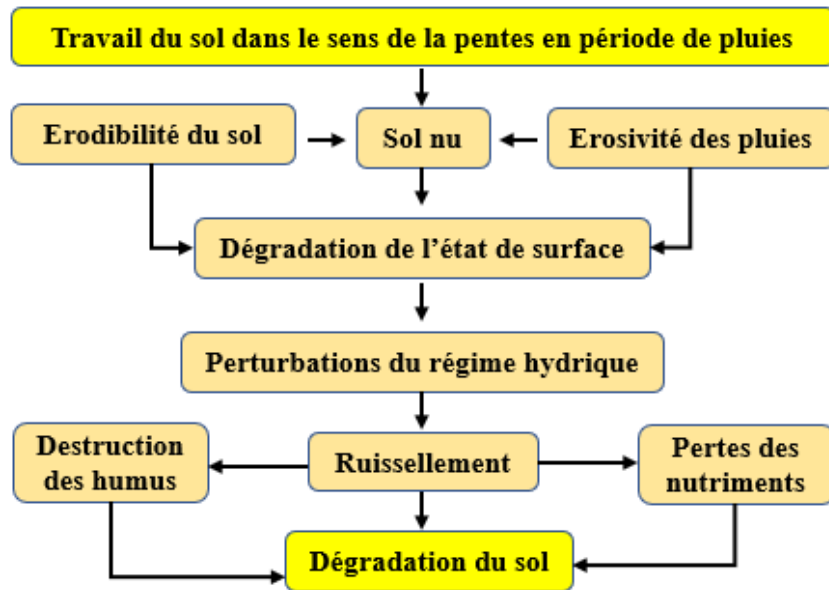 Travail du sol dans le sens de la pentes en période de pluies
Erodibilité du sol
Sol nu
Erosivité des pluies
Dégradation de l'état de surface
Perturbations du régime hydrique
Destruction
des humus
Ruissellement
Pertes des
nutriments
Dégradation du sol